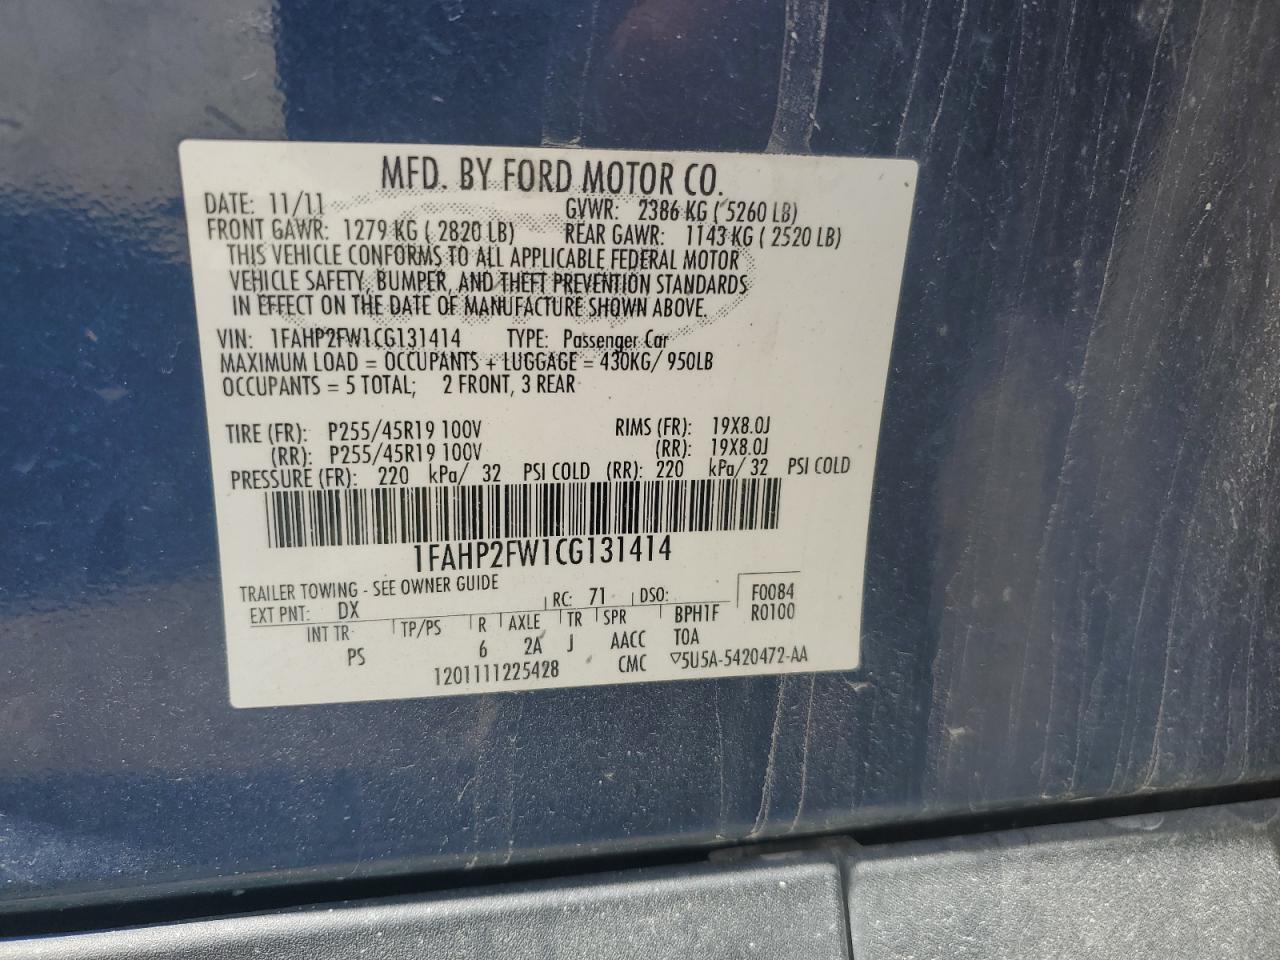 MFD. BY FORD MOTOR CO.
DATE: 11/11 GVWR: 2386 KG ( 5260 LB)
FRONT GAWR: 1279 KG ( 2820 LB) REAR GAWR: 1143 KG ( 2520 LB)
THIS VEHICLE CONFORMS TO ALL APPLICABLE FEDERAL MOTOR
VEHICLE SAFETY, BUMPER, AND THEFT PREVENTION STANDARDS
IN EFFECT ON THE DATE OF MANUFACTURE SHOWN ABOVE.
VIN: 1FAHP2FW1CG131414 TYPE: Passenger Car
MAXIMUM LOAD = OCCUPANTS + LUGGAGE = 430KG/ 950LB
OCCUPANTS = 5 TOTAL; 2 FRONT, 3 REAR
TIRE (FR): P255/45R19 100V RIMS (FR): 19X8.0J
(RR): P255/45R19 100V (RR): 19X8.0J
PRESSURE (FR): 220 kPa/ 32 PSI COLD (RR): 220 kPa/ 32 PSI COLD
1FAHP2FW1CG131414
TRAILER TOWING - SEE OWNER GUIDE
EXT PNT: DX RC: 71 DSO: F0084
INT TR TP/PS R AXLE TR SPR BPH1F R0100
PS 6 2A J AACC T0A
1201111225428 CMC ▽5U5A-5420472-AA